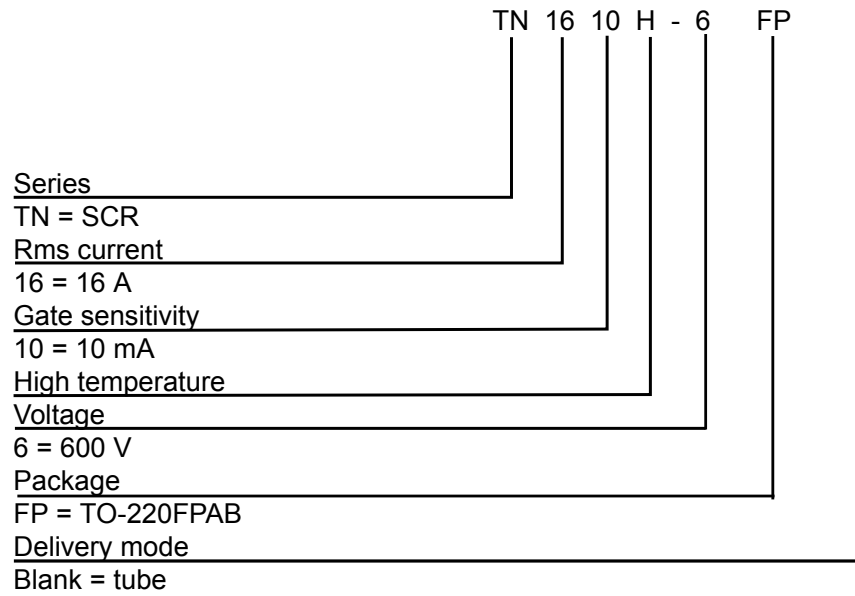 TN 16 10 H - 6 FP
Series
TN = SCR
Rms current
16 = 16 A
Gate sensitivity
10 = 10 mA
High temperature
Voltage
6 = 600 V
Package
FP = TO-220FPAB
Delivery mode
Blank = tube